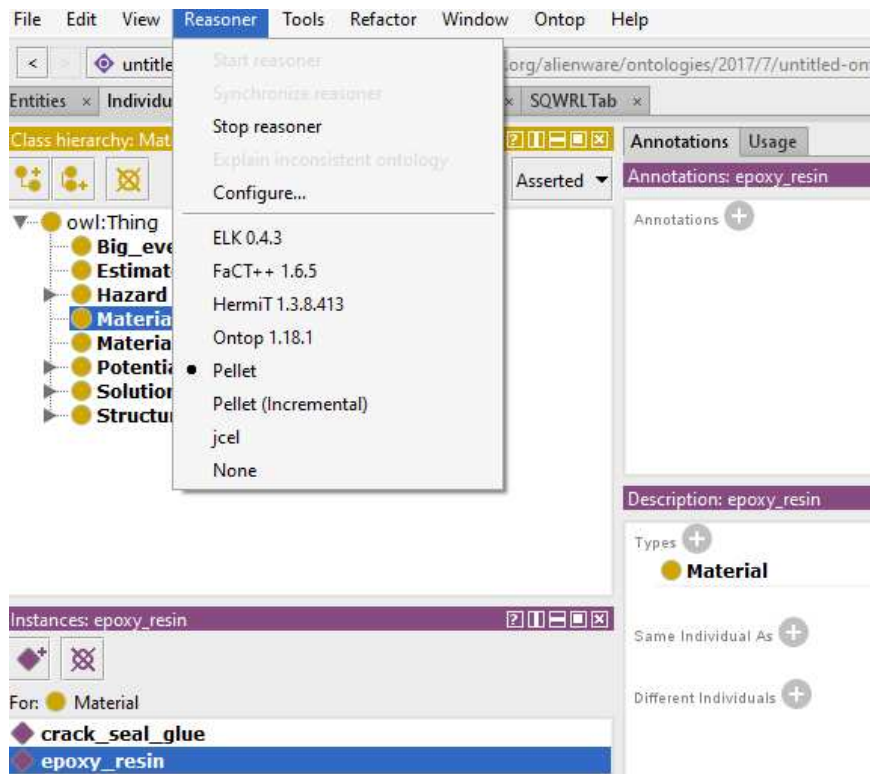 File Edit View Reasoner Tools Refactor Window Ontop Help
< > untitle
.org/alienware/ontologies/2017/7/untitled-on
Entities × Individu
× SQWRLTab ×
Start reasoner
Synchronize reasoner
Stop reasoner
Explain inconsistent ontology
Configure...
ELK 0.4.3
FaCT++ 1.6.5
HermiT 1.3.8.413
Ontop 1.18.1
Pellet
Pellet (Incremental)
jcel
None
Class hierarchy: Mat
Asserted
owl:Thing
Big_eve
Estimat
Hazard
Materia
Materia
Potentia
Solution
Structu
Annotations Usage
Annotations: epoxy_resin
Annotations
Description: epoxy_resin
Types
Material
Same Individual As
Different Individuals
Instances: epoxy_resin
For: Material
crack_seal_glue
epoxy_resin